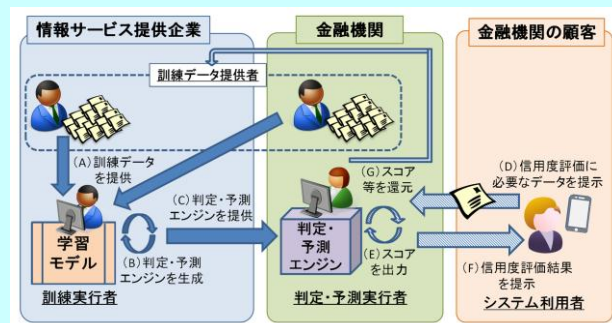 情報サービス提供企業
金融機関
金融機関の顧客
訓練データ提供者
(A)訓練データ
を提供
(C)判定・予測
エンジンを提供
(G)スコア
等を還元
(D)信用度評価に
必要なデータを提示
学習
モデル
(B)判定・予測
エンジンを生成
判定・
予測
エンジン
(E)スコア
を出力
(F)信用度評価結果
を提示
訓練実行者
判定・予測実行者
システム利用者